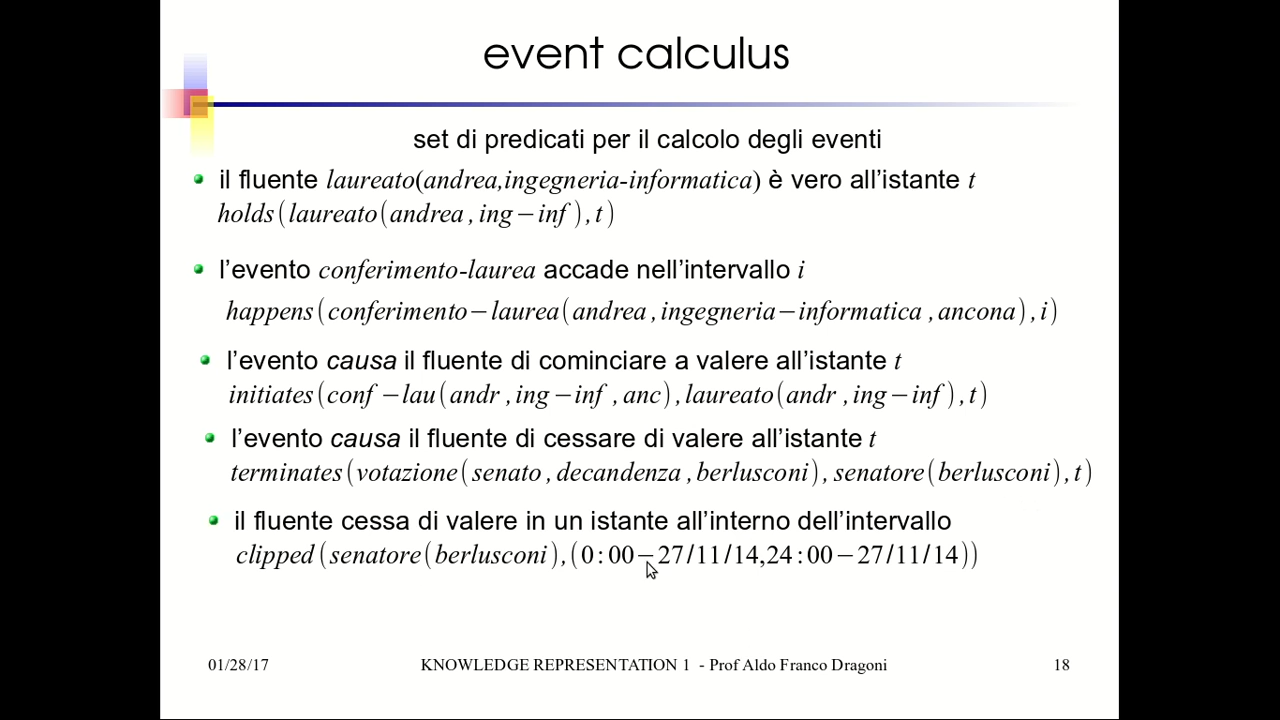 event calculus
set di predicati per il calcolo degli eventi
il fluente laureato(andrea,ingegneria-informatica) è vero all'istante t
holds(laureato(andrea, ing−inf), t)
l'evento conferimento-laurea accade nell'intervallo i
happens(conferimento−laurea(andrea, ingegneria−informatica, ancona), i)
l'evento causa il fluente di cominciare a valere all'istante t
initiates(conf−lau(andr, ing−inf, anc), laureato(andr, ing−inf), t)
l'evento causa il fluente di cessare di valere all'istante t
terminates(votazione(senato, decandenza, berlusconi), senatore(berlusconi), t)
il fluente cessa di valere in un istante all'interno dell'intervallo
clipped(senatore(berlusconi), (0:00−27/11/14,24:00−27/11/14))
01/28/17 KNOWLEDGE REPRESENTATION 1 - Prof Aldo Franco Dragoni 18